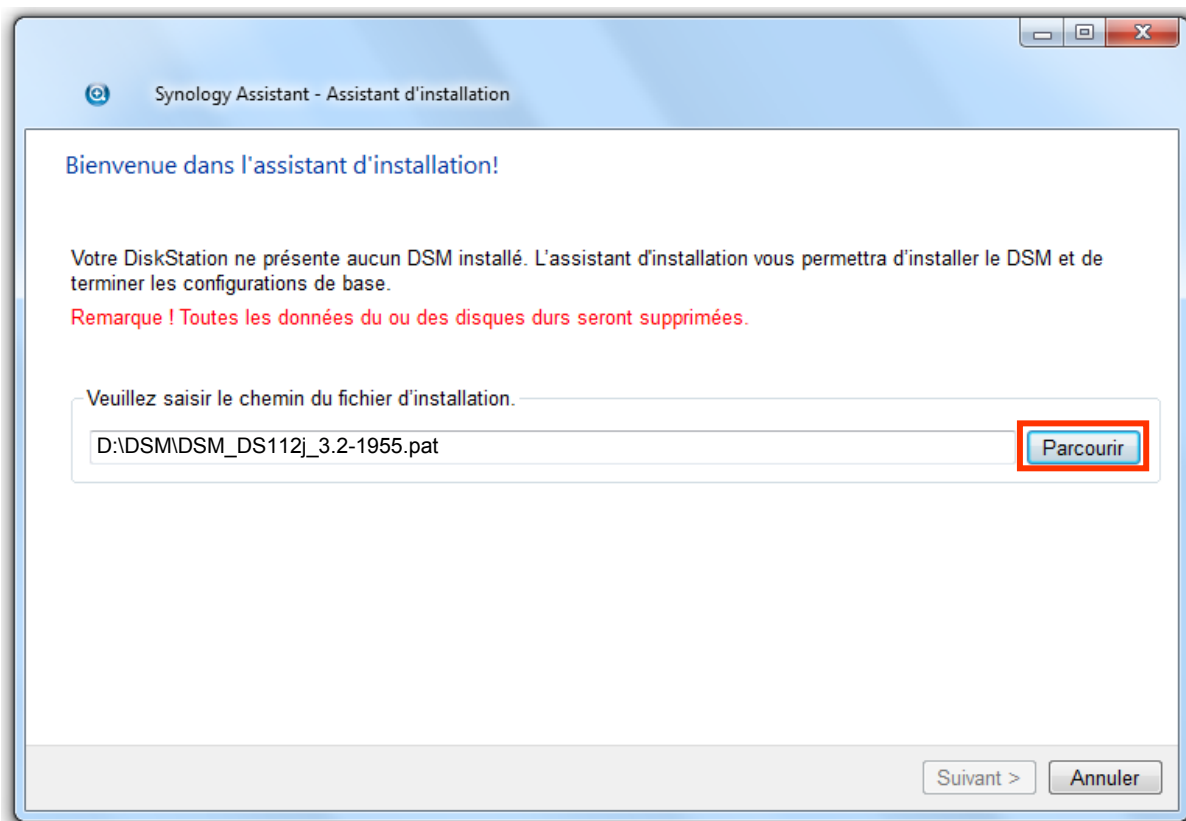 Synology Assistant - Assistant d'installation
Bienvenue dans l'assistant d'installation!
Votre DiskStation ne présente aucun DSM installé. L’assistant d'installation vous permettra d’installer le DSM et de
terminer les configurations de base.
Remarque ! Toutes les données du ou des disques durs seront supprimées.
Veuillez saisir le chemin du fichier d’installation.
D:\DSM\DSM_DS112j_3.2-1955.pat
Parcourir
Suivant >
Annuler